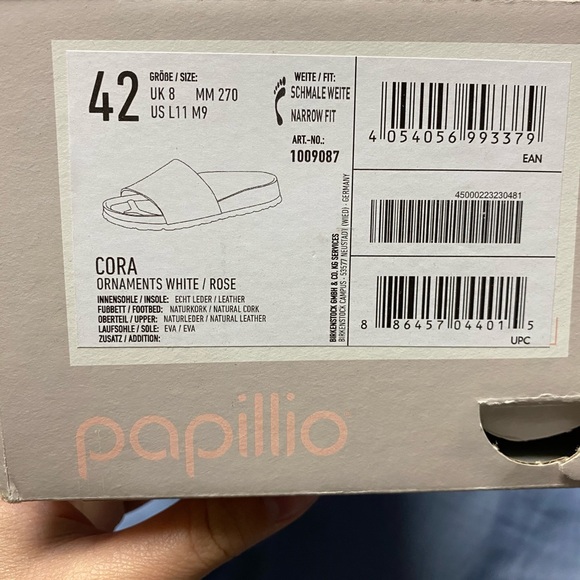 42
GRÖßE / SIZE:
UK 8 MM 270
US L11 M9
WEITE / FIT:
SCHMALE WEITE
NARROW FIT
ART.-NO.:
1009087
CORA
ORNAMENTS WHITE / ROSE
INNENSOHLE / INSOLE: ECHT LEDER / LEATHER
FUßBETT / FOOTBED: NATURKORK / NATURAL CORK
OBERTEIL / UPPER: NATURLEDER / NATURAL LEATHER
LAUFSOHLE / SOLE: EVA / EVA
ZUSATZ / ADDITION:
BIRKENSTOCK GMBH & CO. KG SERVICES
BIRKENSTOCK CAMPUS - 53577 NEUSTADT (WIED) - GERMANY
4 054056 993379
EAN
45000223230481
8 86457 04401 5
UPC
papillio